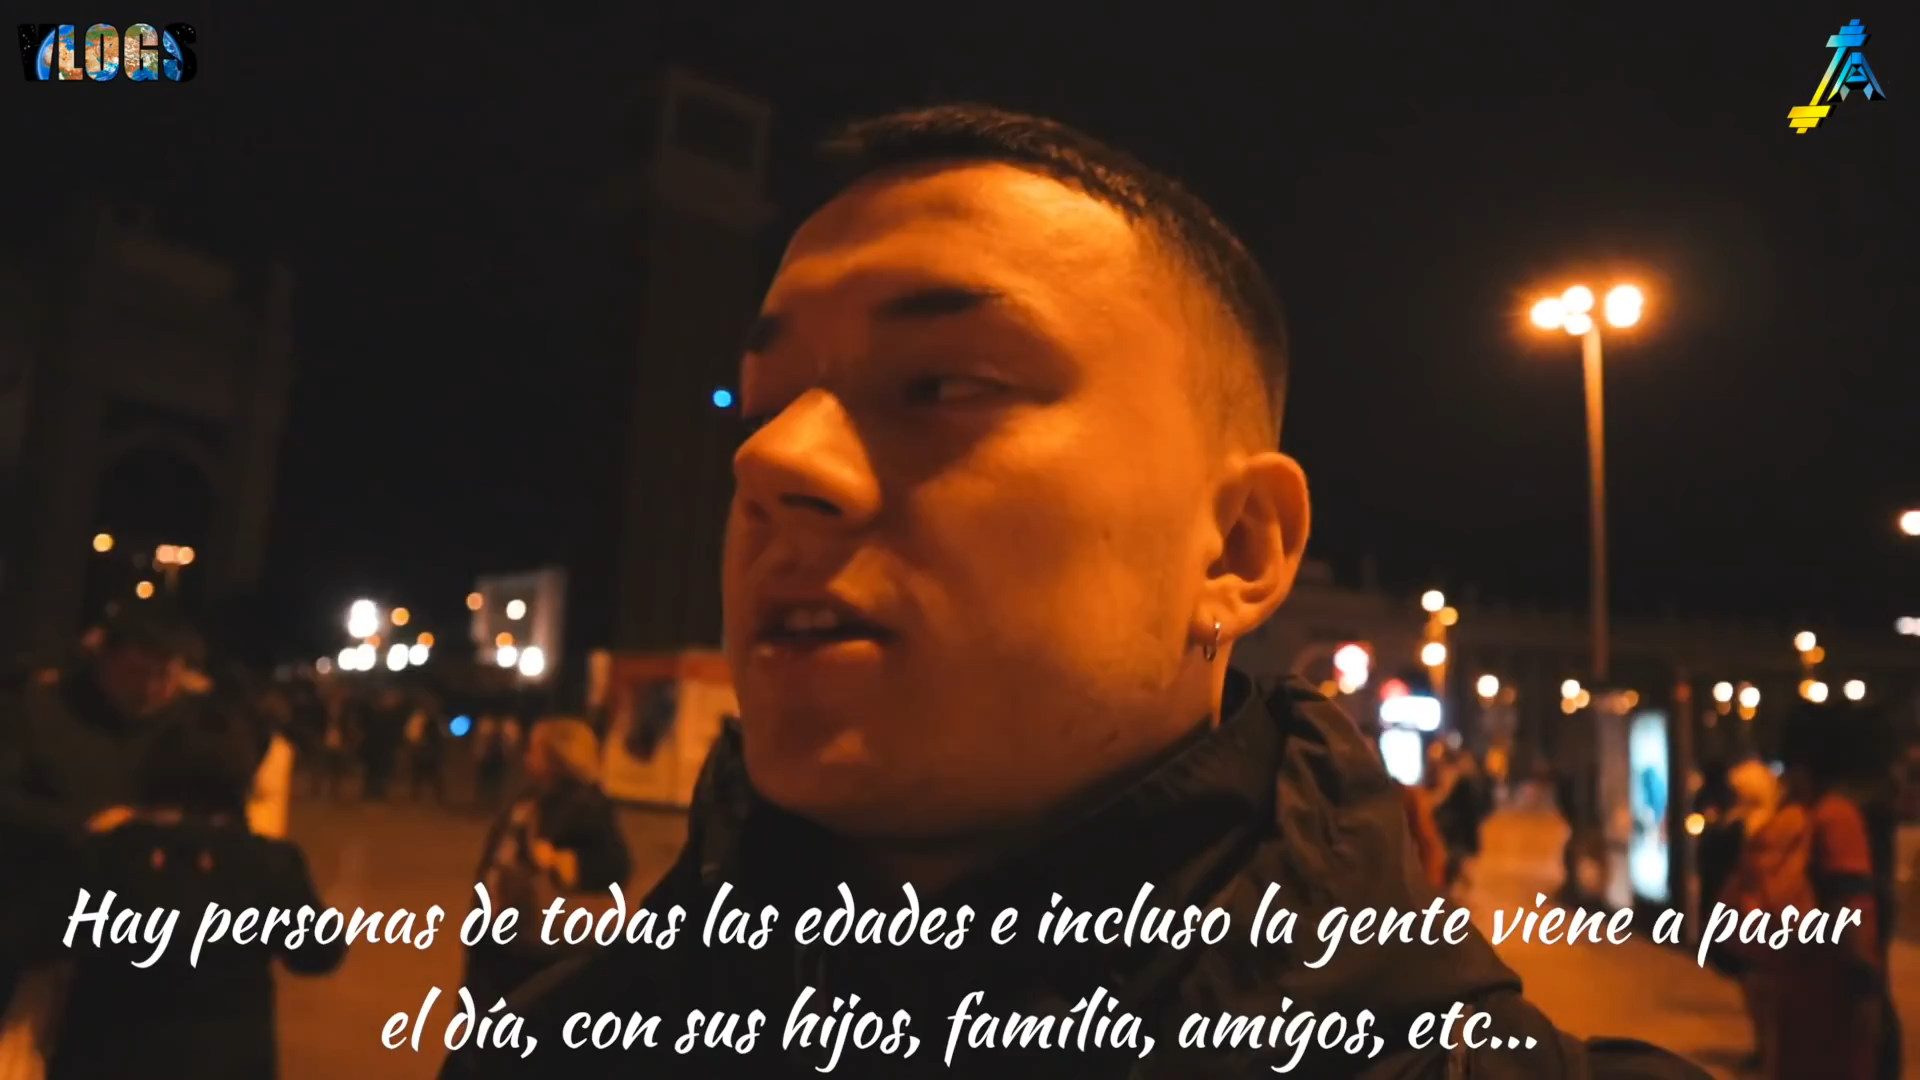 VLOGS
Hay personas de todas las edades e incluso la gente viene a pasar
el día, con sus hijos, família, amigos, etc...